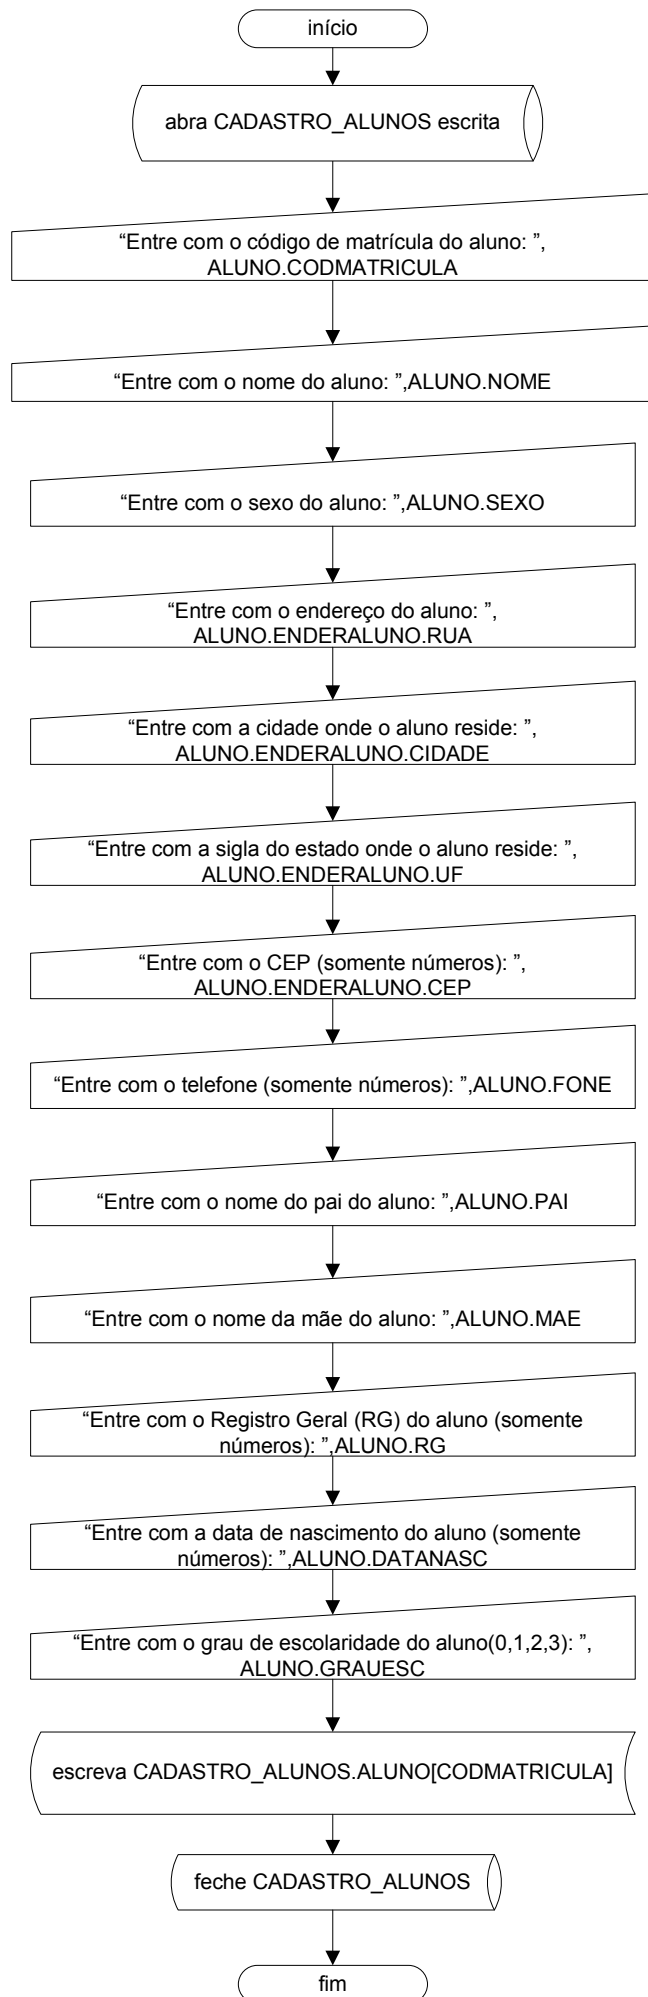 início
abra CADASTRO_ALUNOS escrita
“Entre com o código de matrícula do aluno: ”,
ALUNO.CODMATRICULA
“Entre com o nome do aluno: ”,ALUNO.NOME
“Entre com o sexo do aluno: ”,ALUNO.SEXO
“Entre com o endereço do aluno: ”,
ALUNO.ENDERALUNO.RUA
“Entre com a cidade onde o aluno reside: ”,
ALUNO.ENDERALUNO.CIDADE
“Entre com a sigla do estado onde o aluno reside: ”,
ALUNO.ENDERALUNO.UF
“Entre com o CEP (somente números): ”,
ALUNO.ENDERALUNO.CEP
“Entre com o telefone (somente números): ”,ALUNO.FONE
“Entre com o nome do pai do aluno: ”,ALUNO.PAI
“Entre com o nome da mãe do aluno: ”,ALUNO.MAE
“Entre com o Registro Geral (RG) do aluno (somente
números): ”,ALUNO.RG
“Entre com a data de nascimento do aluno (somente
números): ”,ALUNO.DATANASC
“Entre com o grau de escolaridade do aluno(0,1,2,3): ”,
ALUNO.GRAUESC
escreva CADASTRO_ALUNOS.ALUNO[CODMATRICULA]
feche CADASTRO_ALUNOS
fim